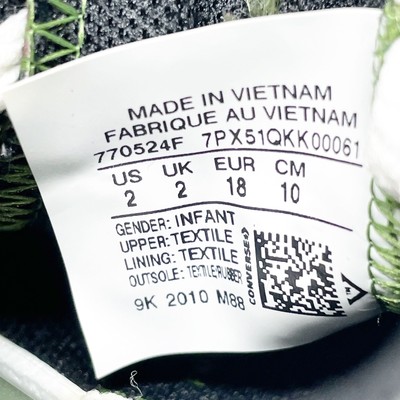 MADE IN VIETNAM
FABRIQUE AU VIETNAM
770524F 7PX51QKK00061
US UK EUR CM
2 2 18 10
GENDER: INFANT
UPPER: TEXTILE
LINING: TEXTILE
OUTSOLE: TEXTILE/RUBBER
9K 2010 M88
CONVERSE